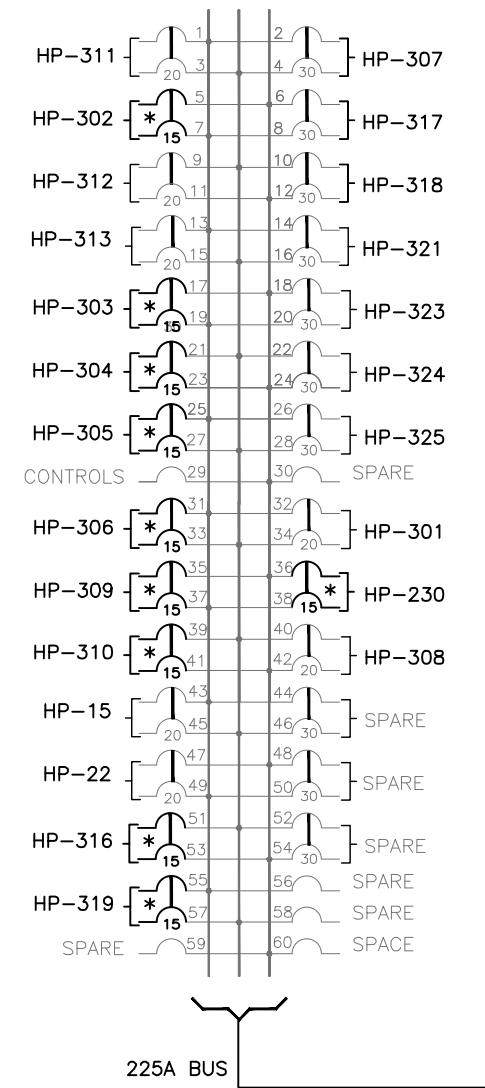 1 2
HP-311 HP-307
20 3 4 30
5 6
HP-302 * HP-317
15 7 8 30
9 10
HP-312 HP-318
20 11 12 30
13 14
HP-313 HP-321
20 15 16 30
17 18
HP-303 * HP-323
15 19 20 30
21 22
HP-304 * HP-324
15 23 24 30
25 26
HP-305 * HP-325
15 27 28 30
CONTROLS 29 30 SPARE
31 32
HP-306 * HP-301
15 33 34 20
35 36
HP-309 * * HP-230
15 37 38 15
39 40
HP-310 * HP-308
15 41 42 20
43 44
HP-15 SPARE
20 45 46 30
47 48
HP-22 SPARE
20 49 50 30
51 52
HP-316 * SPARE
15 53 54 30
55 56 SPARE
HP-319 *
15 57 58 SPARE
SPARE 59 60 SPACE
225A BUS